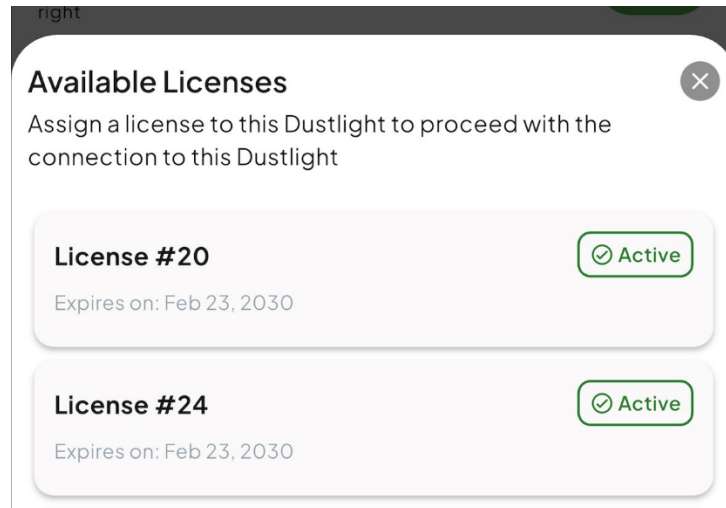 right
Available Licenses
Assign a license to this Dustlight to proceed with the
connection to this Dustlight
License #20
Active
Expires on: Feb 23, 2030
License #24
Active
Expires on: Feb 23, 2030